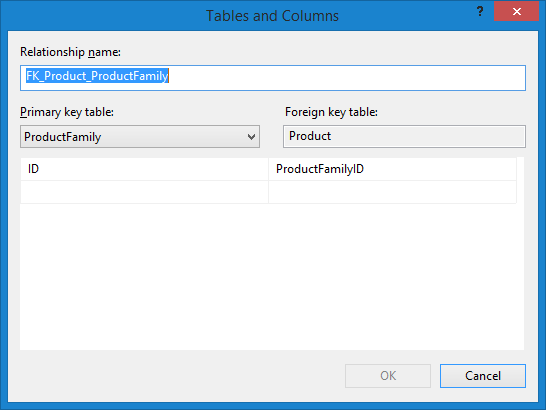 Tables and Columns
?
Relationship name:
FK_Product_ProductFamily
Primary key table:
Foreign key table:
ProductFamily
Product
ID
ProductFamilyID
OK
Cancel